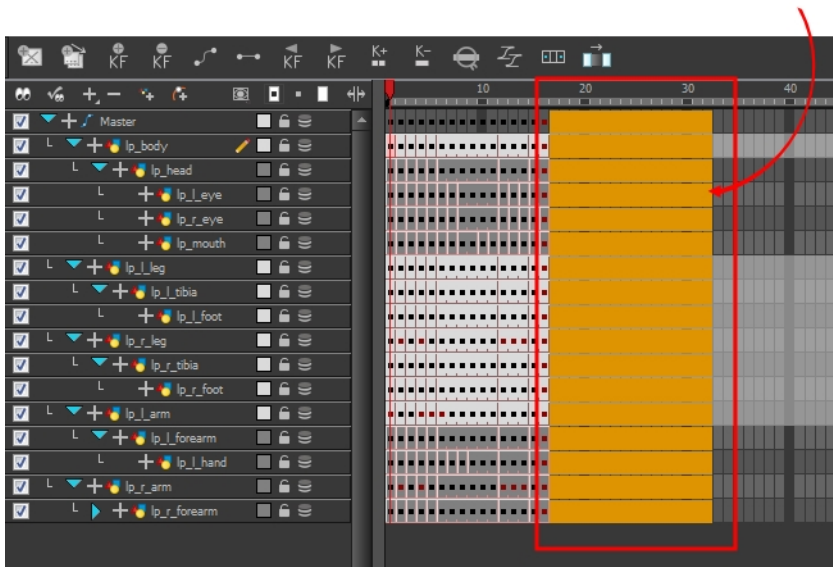 KF KF KF KF K+ K-
10 20 30 40
Master
lp_body
lp_head
lp_l_eye
lp_r_eye
lp_mouth
lp_l_leg
lp_l_tibia
lp_l_foot
lp_r_leg
lp_r_tibia
lp_r_foot
lp_l_arm
lp_l_forearm
lp_l_hand
lp_r_arm
lp_r_forearm